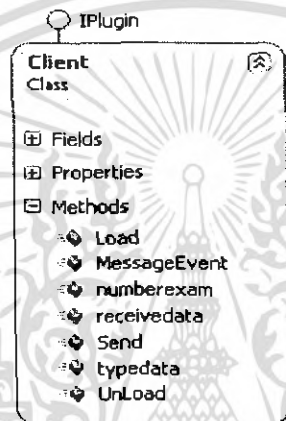 IPlugin
Client
Class
Fields
Properties
Methods
Load
MessageEvent
numberexam
receivedata
Send
typedata
UnLoad